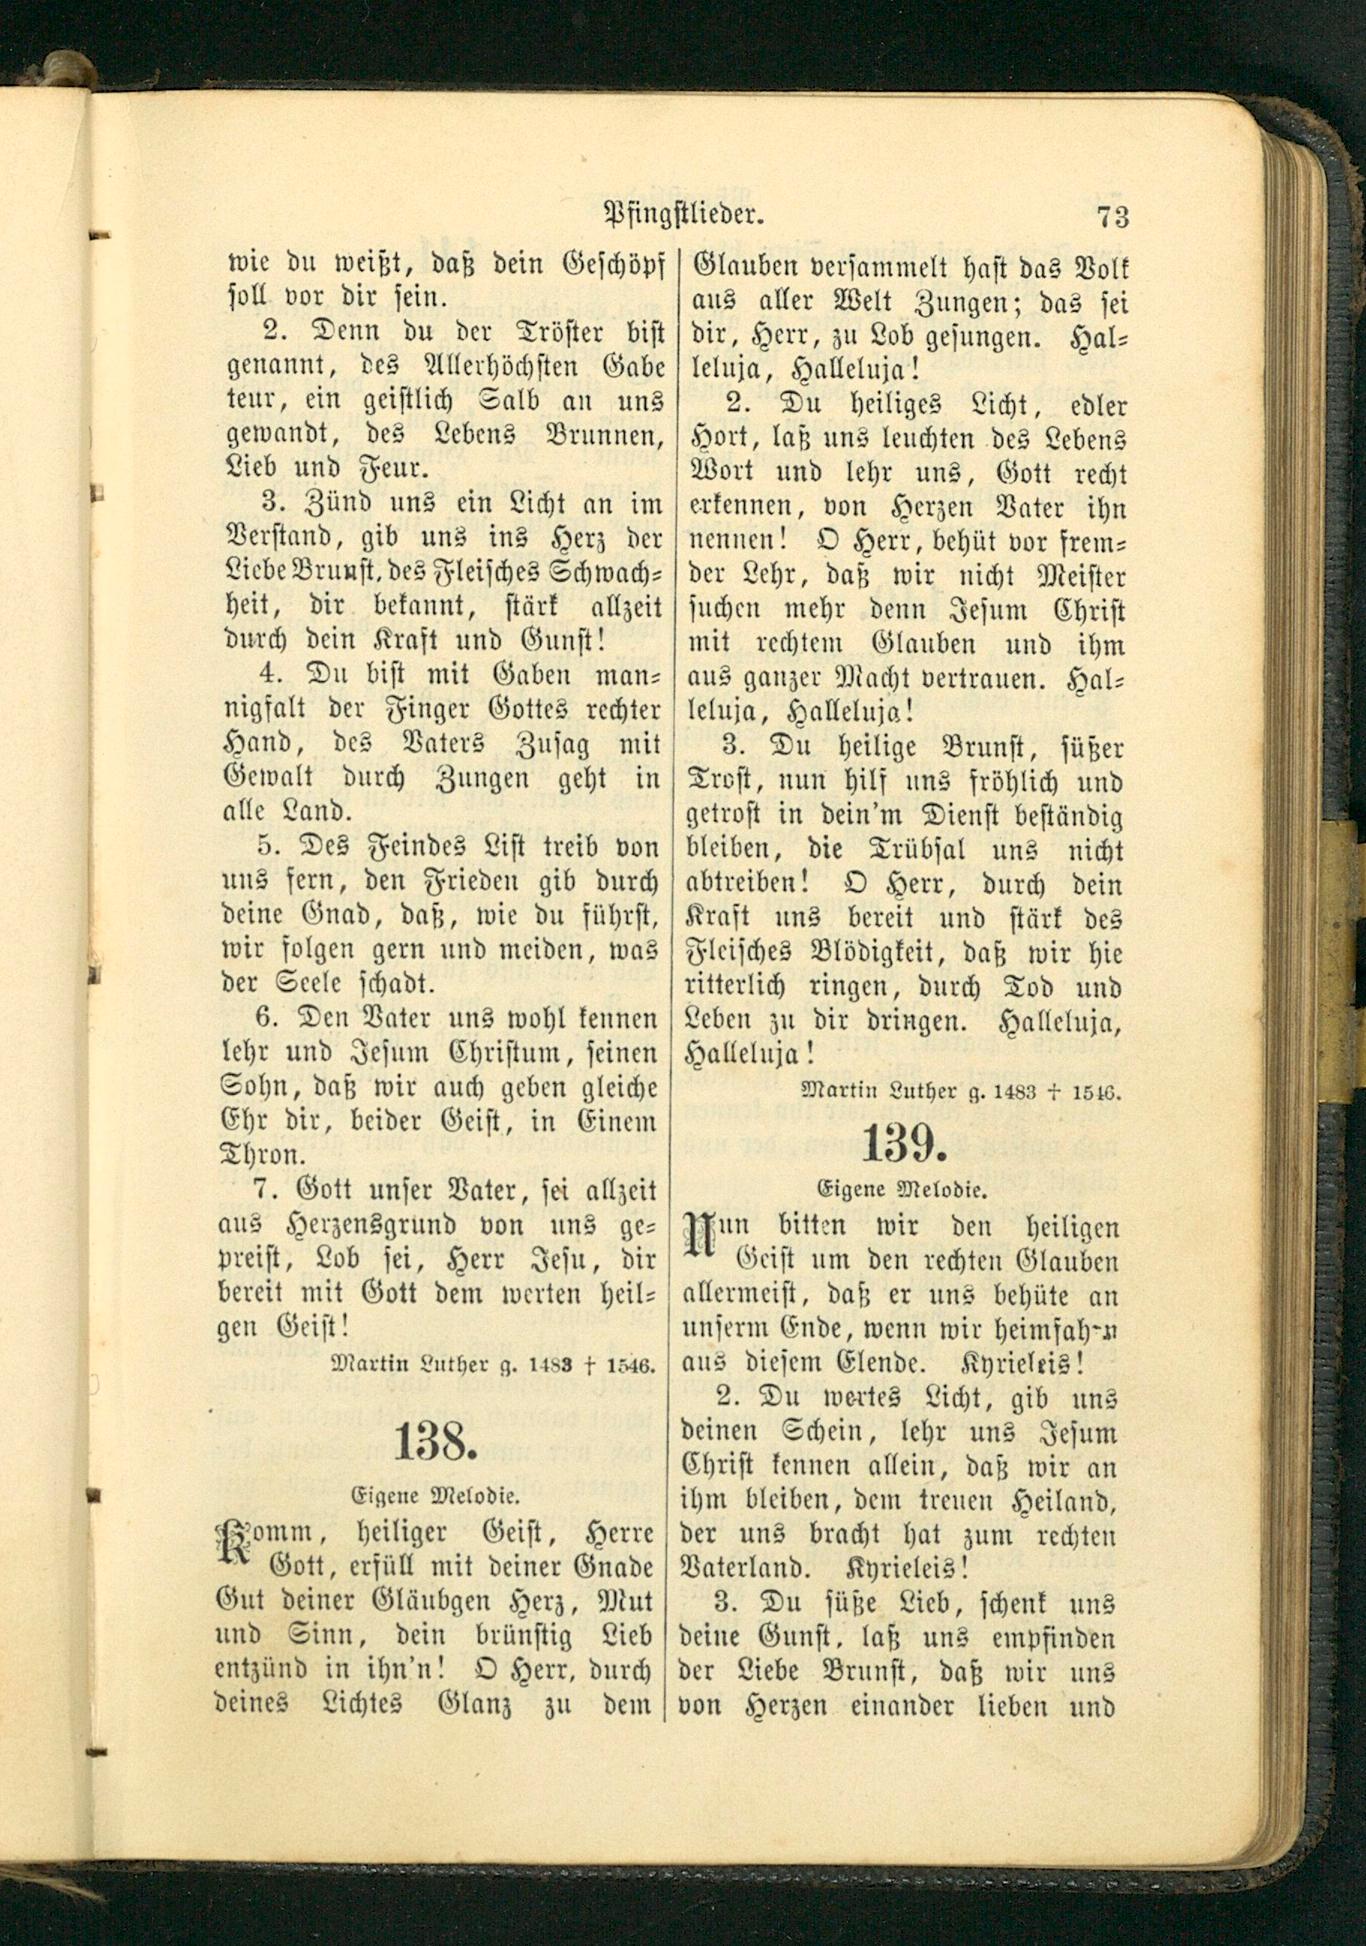 Pfingstlieder. 73
wie du weißt, daß dein Geschöpf
soll vor dir sein.
2. Denn du der Tröster bist
genannt, des Allerhöchsten Gabe
teur, ein geistlich Salb an uns
gewandt, des Lebens Brunnen,
Lieb und Feur.
3. Zünd uns ein Licht an im
Verstand, gib uns ins Herz der
Liebe Brunst, des Fleisches Schwach-
heit, dir bekannt, stärk allzeit
durch dein Kraft und Gunst!
4. Du bist mit Gaben man-
nigfalt der Finger Gottes rechter
Hand, des Vaters Zusag mit
Gewalt durch Zungen geht in
alle Land.
5. Des Feindes List treib von
uns fern, den Frieden gib durch
deine Gnad, daß, wie du führst,
wir folgen gern und meiden, was
der Seele schadt.
6. Den Vater uns wohl kennen
lehr und Jesum Christum, seinen
Sohn, daß wir auch geben gleiche
Ehr dir, beider Geist, in Einem
Thron.
7. Gott unser Vater, sei allzeit
aus Herzensgrund von uns ge-
preist, Lob sei, Herr Jesu, dir
bereit mit Gott dem werten heil-
gen Geist!
Martin Luther g. 1483 † 1546.
138.
Eigene Melodie.
Komm, heiliger Geist, Herre
Gott, erfüll mit deiner Gnade
Gut deiner Gläubgen Herz, Mut
und Sinn, dein brünstig Lieb
entzünd in ihn'n! O Herr, durch
deines Lichtes Glanz zu dem
Glauben versammelt hast das Volk
aus aller Welt Zungen; das sei
dir, Herr, zu Lob gesungen. Hal-
leluja, Halleluja!
2. Du heiliges Licht, edler
Hort, laß uns leuchten des Lebens
Wort und lehr uns, Gott recht
erkennen, von Herzen Vater ihn
nennen! O Herr, behüt vor frem-
der Lehr, daß wir nicht Meister
suchen mehr denn Jesum Christ
mit rechtem Glauben und ihm
aus ganzer Macht vertrauen. Hal-
leluja, Halleluja!
3. Du heilige Brunst, süßer
Trost, nun hilf uns fröhlich und
getrost in dein'm Dienst beständig
bleiben, die Trübsal uns nicht
abtreiben! O Herr, durch dein
Kraft uns bereit und stärk des
Fleisches Blödigkeit, daß wir hie
ritterlich ringen, durch Tod und
Leben zu dir dringen. Halleluja,
Halleluja!
Martin Luther g. 1483 † 1546.
139.
Eigene Melodie.
Nun bitten wir den heiligen
Geist um den rechten Glauben
allermeist, daß er uns behüte an
unserm Ende, wenn wir heimfahrn
aus diesem Elende. Kyrieleis!
2. Du wertes Licht, gib uns
deinen Schein, lehr uns Jesum
Christ kennen allein, daß wir an
ihm bleiben, dem treuen Heiland,
der uns bracht hat zum rechten
Vaterland. Kyrieleis!
3. Du süße Lieb, schenk uns
deine Gunst, laß uns empfinden
der Liebe Brunst, daß wir uns
von Herzen einander lieben und